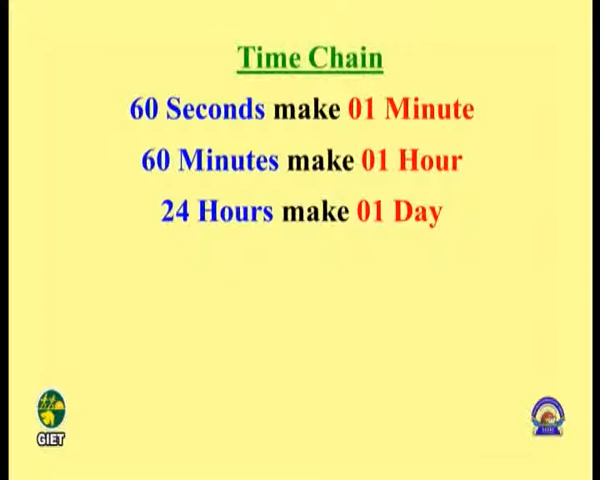 Time Chain
60 Seconds make 01 Minute
60 Minutes make 01 Hour
24 Hours make 01 Day
GIET